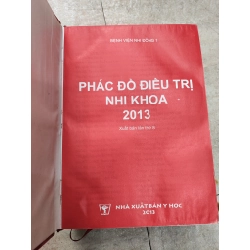 BỆNH VIỆN NHI ĐỒNG 1
PHÁC ĐỒ ĐIỀU TRỊ
NHI KHOA
2013
NHÀ XUẤT BẢN Y HỌC
2013